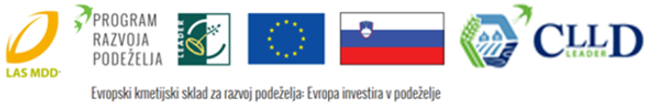 LAS MDD
PROGRAM
RAZVOJA
PODEŽELJA
LEADER
CLLD
LEADER
Evropski kmetijski sklad za razvoj podeželja: Evropa investira v podeželje